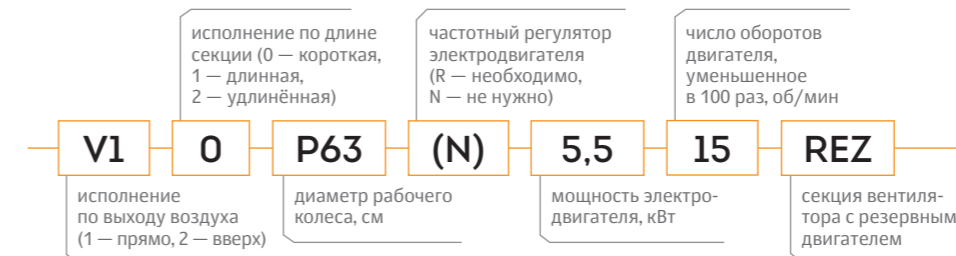 исполнение по длине
секции (0 — короткая,
1 — длинная,
2 — удлинённая)
частотный регулятор
электродвигателя
(R — необходимо,
N — не нужно)
число оборотов
двигателя,
уменьшенное
в 100 раз, об/мин
V1 0 P63 (N) 5,5 15 REZ
исполнение
по выходу воздуха
(1 — прямо, 2 — вверх)
диаметр рабочего
колеса, см
мощность электро-
двигателя, кВт
секция вентиля-
тора с резервным
двигателем